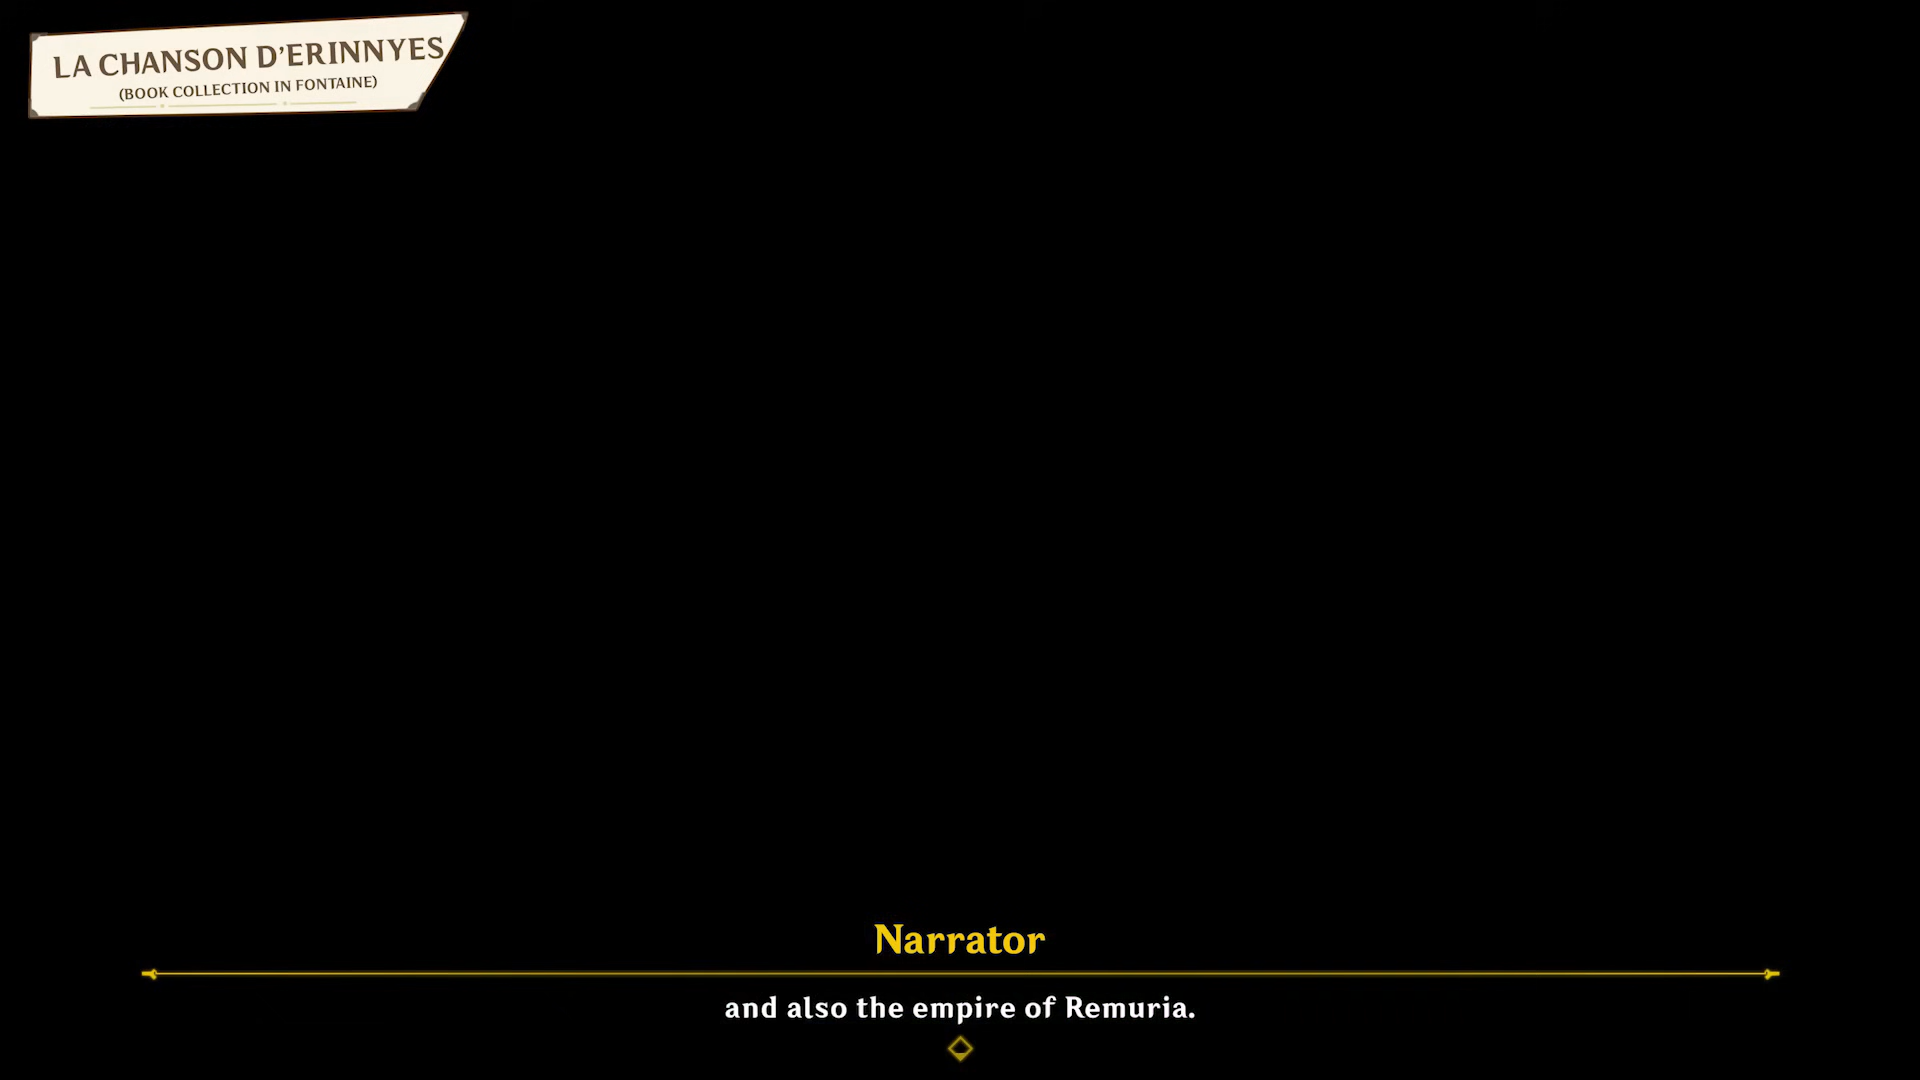 LA CHANSON D'ERINNYES
(BOOK COLLECTION IN FONTAINE)
Narrator
and also the empire of Remuria.